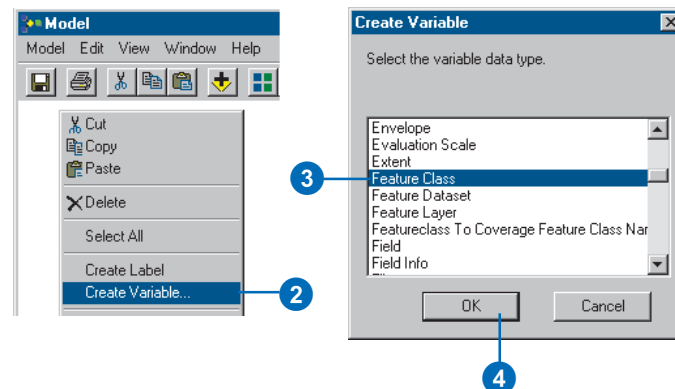 Model
Model Edit View Window Help
Cut
Copy
Paste
Delete
Select All
Create Label
Create Variable...
2
Create Variable
Select the variable data type.
Envelope
Evaluation Scale
Extent
3
Feature Class
Feature Dataset
Feature Layer
Featureclass To Coverage Feature Class Nar
Field
Field Info
OK Cancel
4